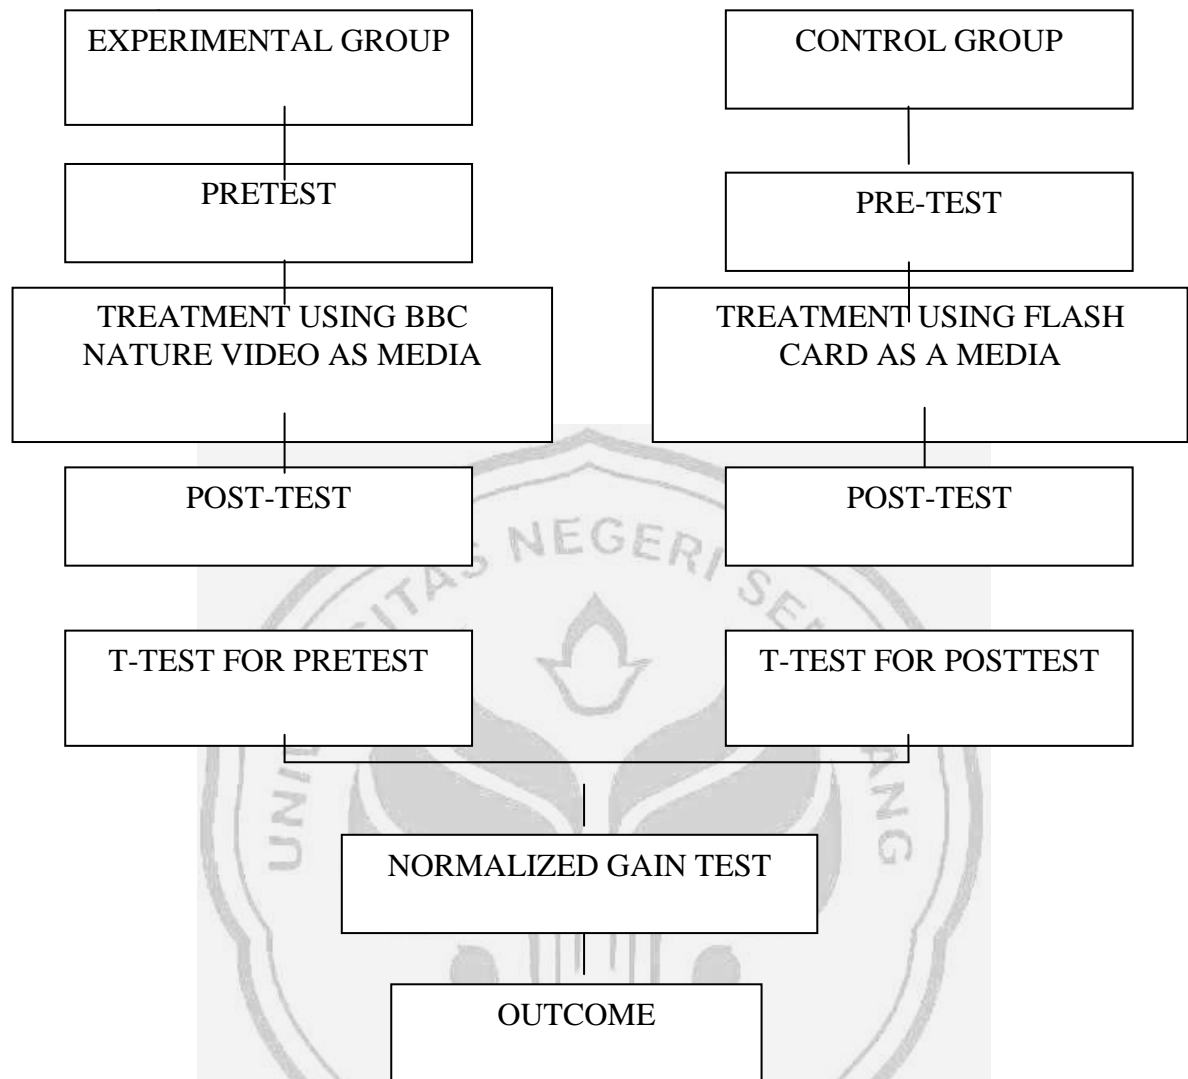 EXPERIMENTAL GROUP
CONTROL GROUP
PRETEST
PRE-TEST
TREATMENT USING BBC
NATURE VIDEO AS MEDIA
TREATMENT USING FLASH
CARD AS A MEDIA
POST-TEST
POST-TEST
NEGERI
T-TEST FOR PRETEST
T-TEST FOR POSTTEST
NORMALIZED GAIN TEST
OUTCOME